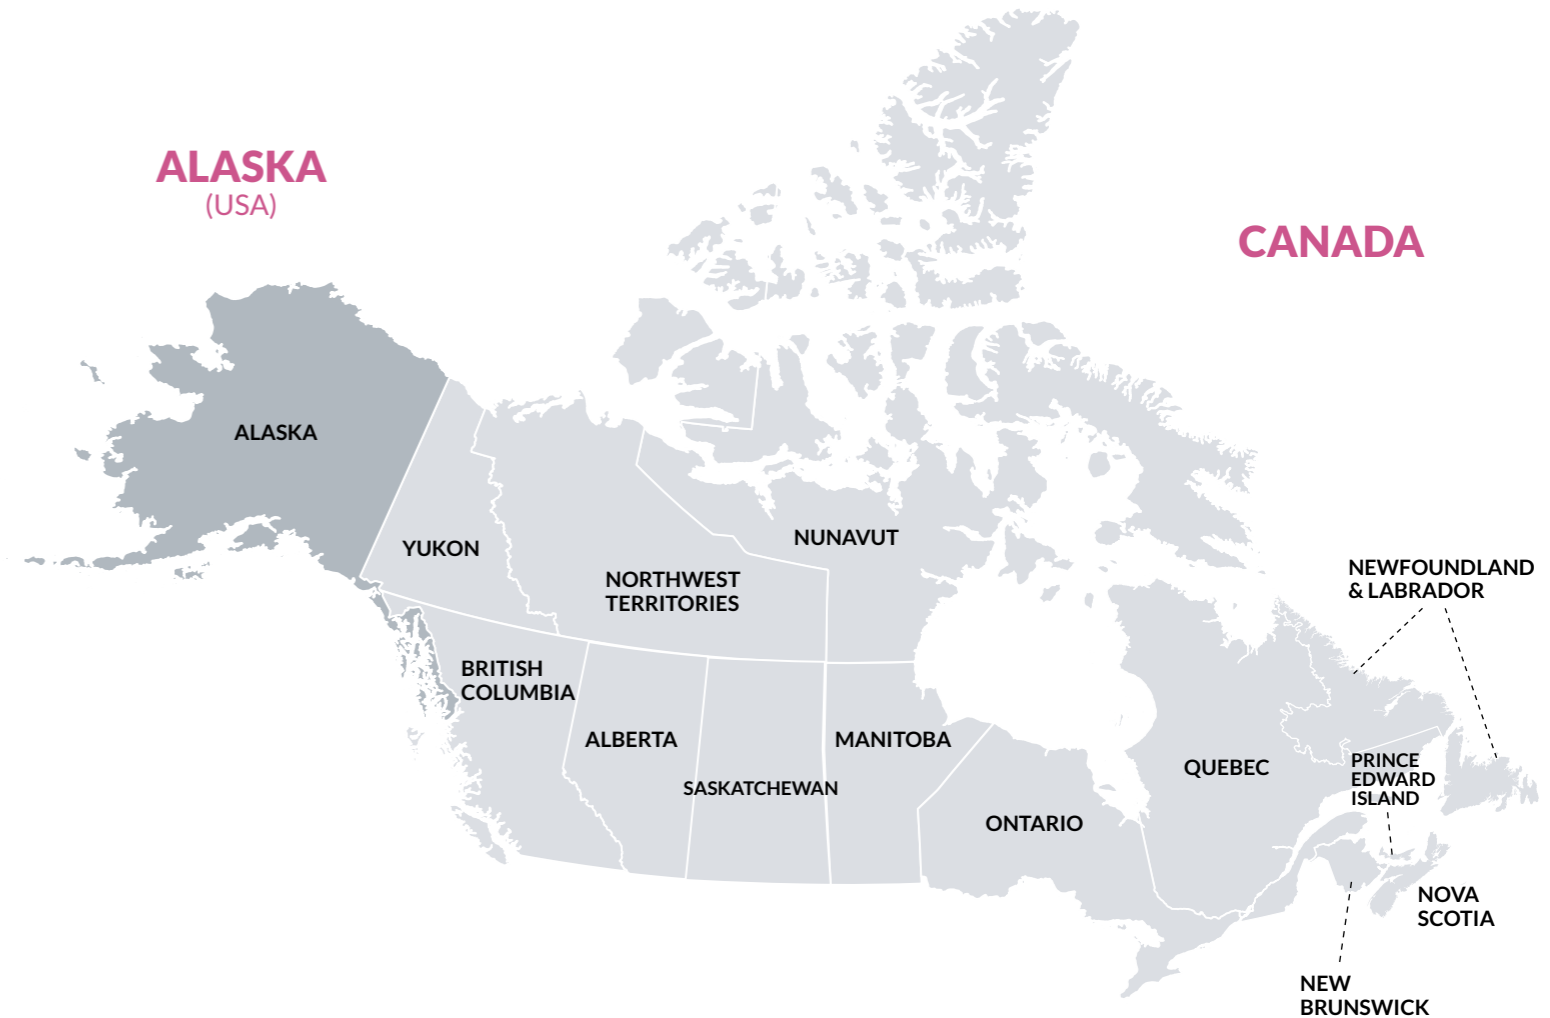 ALASKA
(USA)
CANADA
ALASKA
YUKON
NUNAVUT
NORTHWEST
TERRITORIES
NEWFOUNDLAND
& LABRADOR
BRITISH
COLUMBIA
ALBERTA
MANITOBA
SASKATCHEWAN
QUEBEC
PRINCE
EDWARD
ISLAND
ONTARIO
NOVA
SCOTIA
NEW
BRUNSWICK